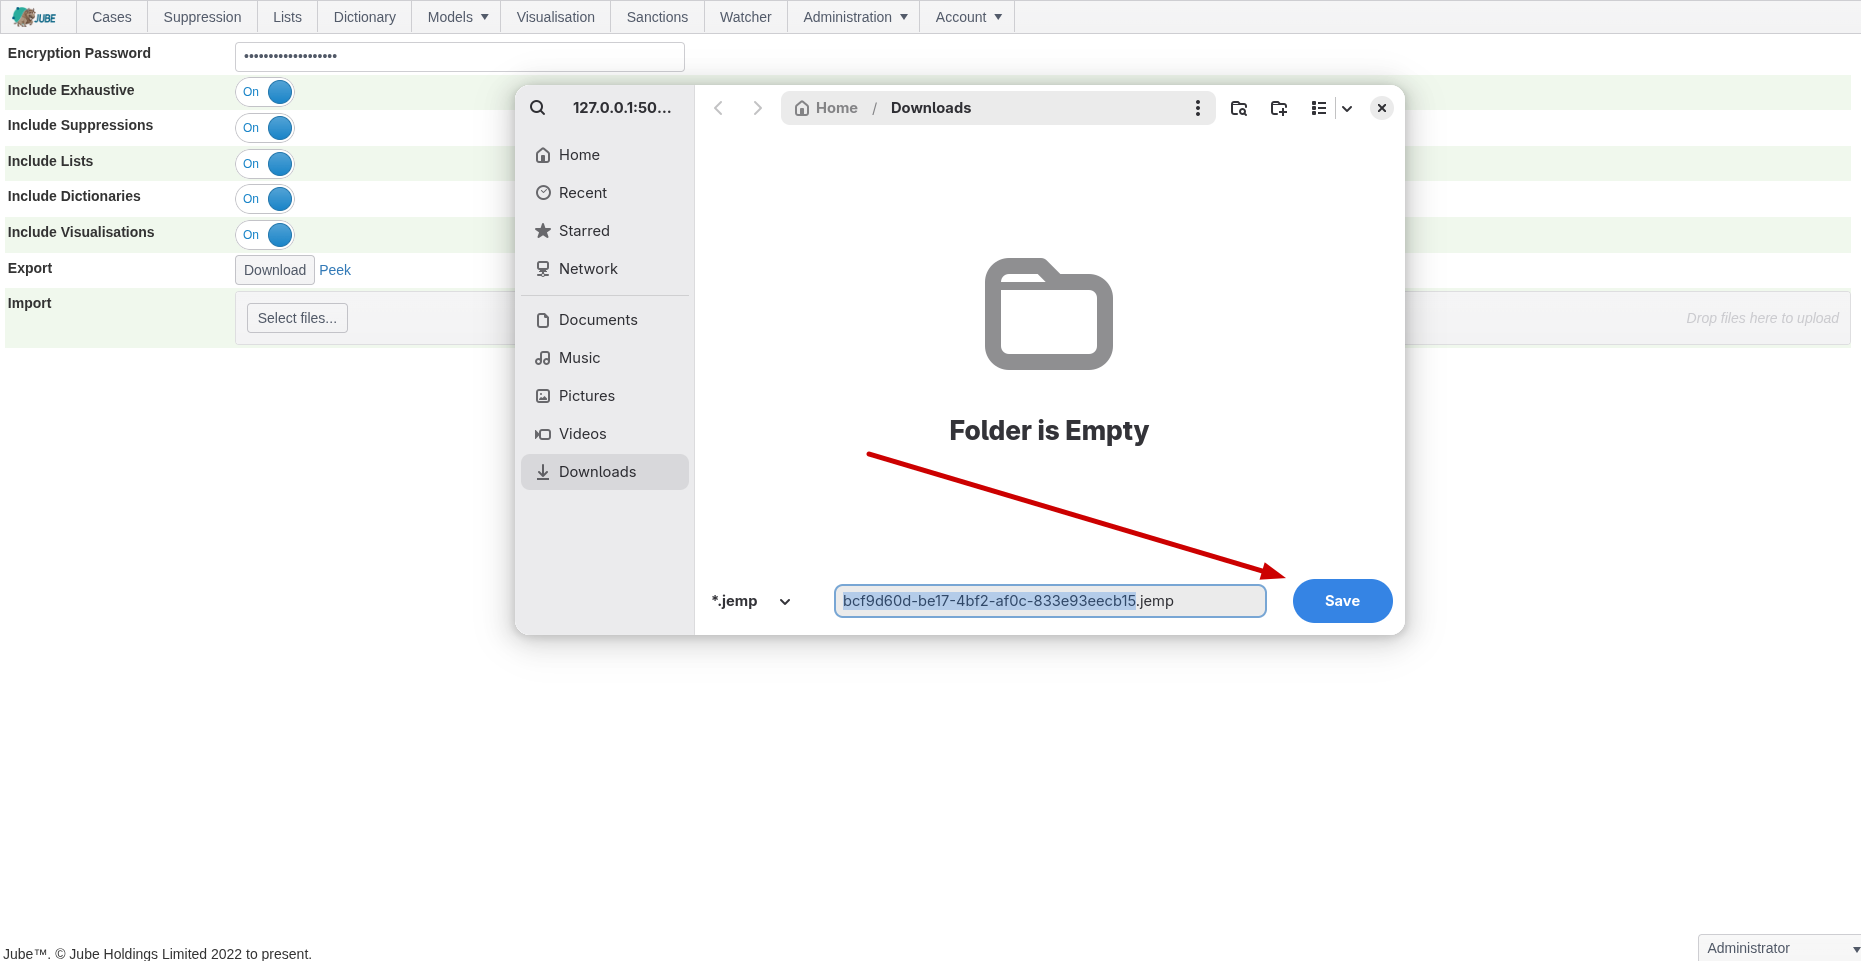 JUBE Cases Suppression Lists Dictionary Models Visualisation Sanctions Watcher Administration Account
Encryption Password ••••••••••••••••••••
Include Exhaustive On
Include Suppressions On
Include Lists On
Include Dictionaries On
Include Visualisations On
Export Download Peek
Import Select files... Drop files here to upload
127.0.0.1:50...
Home
Recent
Starred
Network
Documents
Music
Pictures
Videos
Downloads
Home / Downloads
Folder is Empty
*.jemp bcf9d60d-be17-4bf2-af0c-833e93eecb15.jemp Save
Jube™. © Jube Holdings Limited 2022 to present.
Administrator